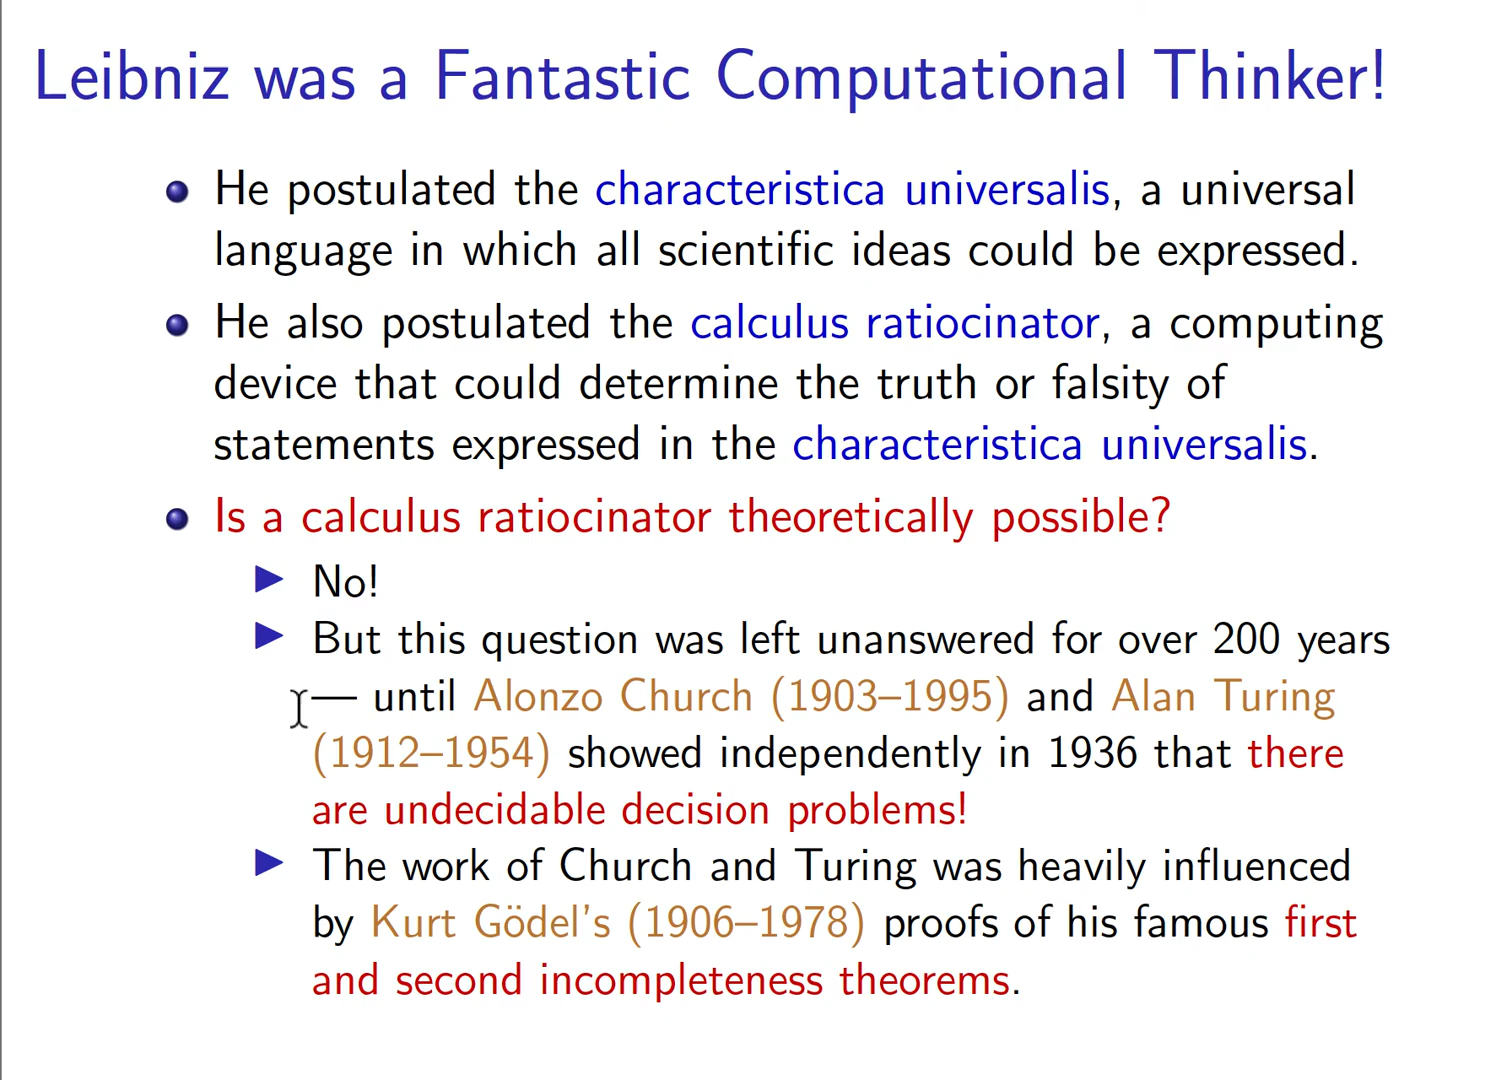 Leibniz was a Fantastic Computational Thinker!
He postulated the characteristica universalis, a universal
language in which all scientific ideas could be expressed.
He also postulated the calculus ratiocinator, a computing
device that could determine the truth or falsity of
statements expressed in the characteristica universalis.
Is a calculus ratiocinator theoretically possible?
No!
But this question was left unanswered for over 200 years
— until Alonzo Church (1903–1995) and Alan Turing
(1912–1954) showed independently in 1936 that there
are undecidable decision problems!
The work of Church and Turing was heavily influenced
by Kurt Gödel's (1906–1978) proofs of his famous first
and second incompleteness theorems.